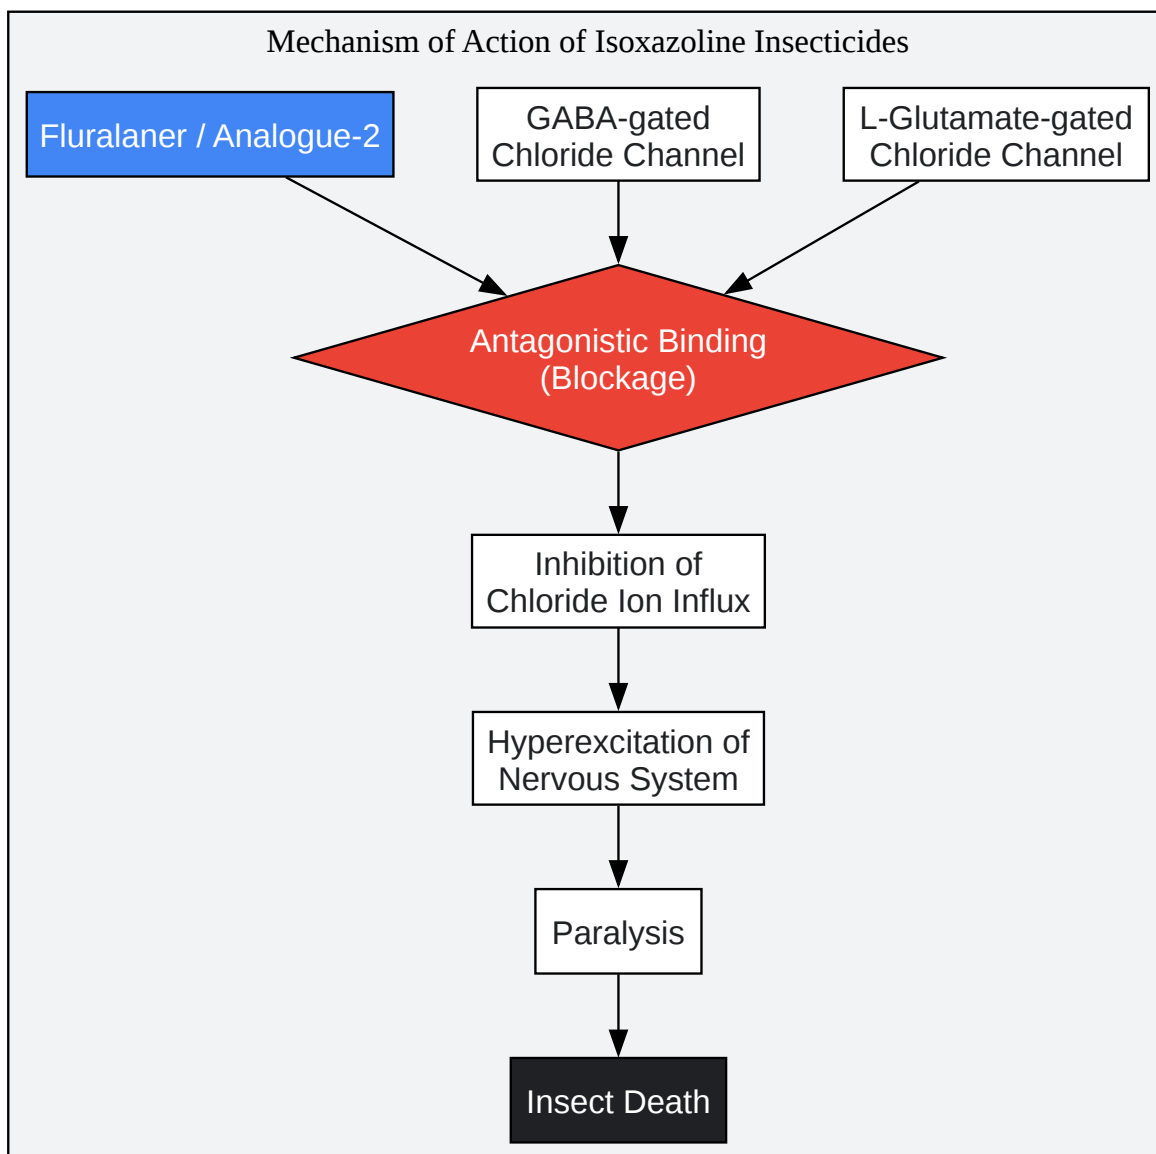 Mechanism of Action of Isoxazoline Insecticides
Fluralaner / Analogue-2
GABA-gated
Chloride Channel
L-Glutamate-gated
Chloride Channel
Antagonistic Binding
(Blockage)
Inhibition of
Chloride Ion Influx
Hyperexcitation of
Nervous System
Paralysis
Insect Death